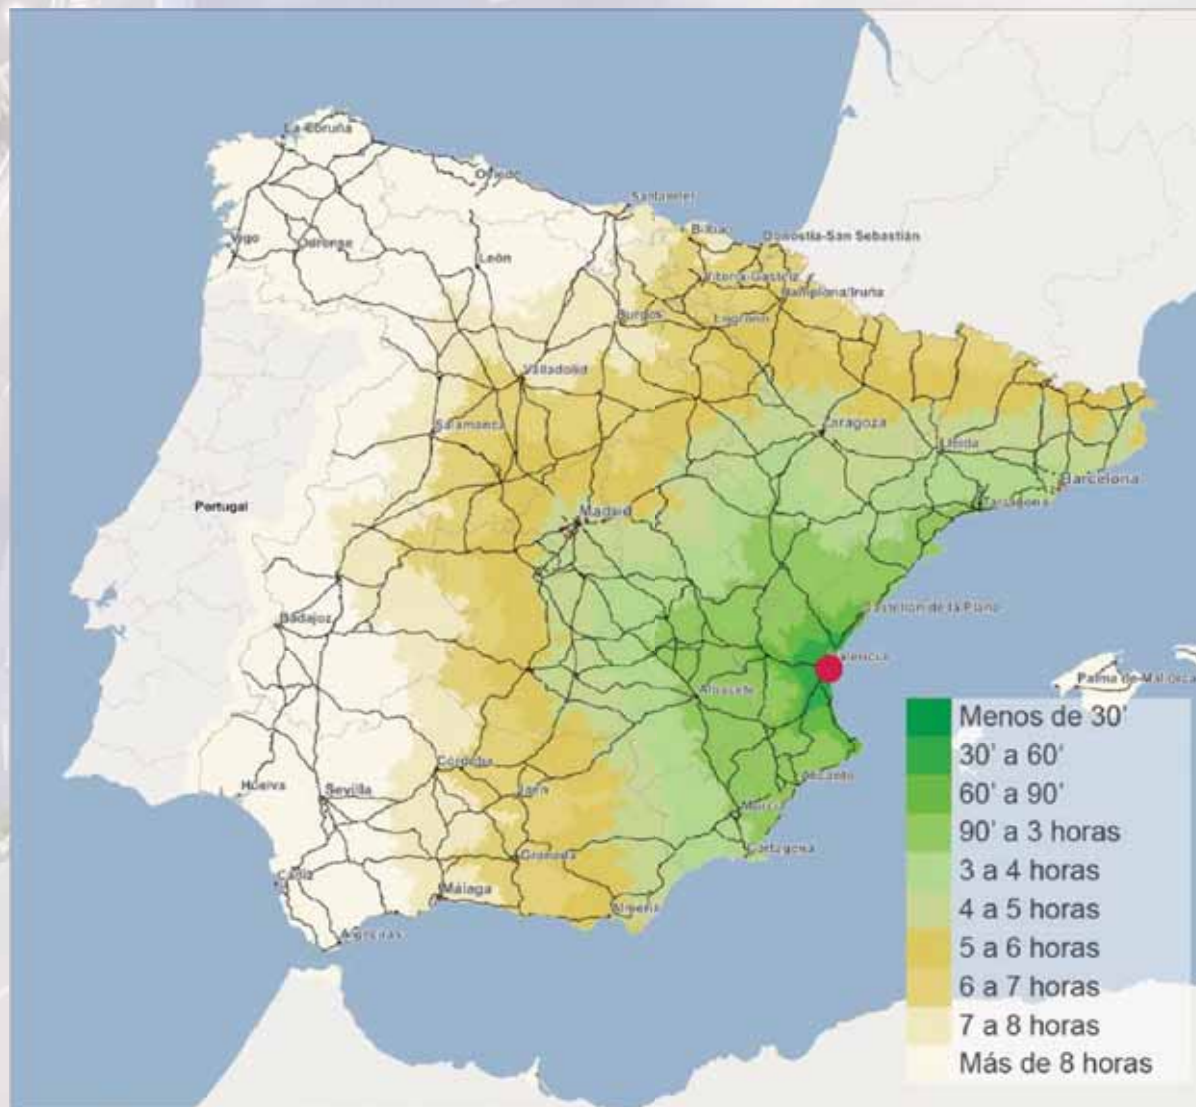 La Coruña
Oviedo
Santander
Bilbao
Donostia-San Sebastián
Vigo
Ourense
León
Vitoria-Gasteiz
Pamplona/Iruña
Burgos
Logroño
Valladolid
Salamanca
Zaragoza
Lleida
Barcelona
Tarragona
Portugal
Madrid
Castellón de la Plana
Badajoz
Valencia
Palma de Mallorca
Albacete
Córdoba
Alicante
Huelva
Sevilla
Jaén
Murcia
Cartagena
Granada
Cádiz
Málaga
Almería
Algeciras
Menos de 30'
30' a 60'
60' a 90'
90' a 3 horas
3 a 4 horas
4 a 5 horas
5 a 6 horas
6 a 7 horas
7 a 8 horas
Más de 8 horas